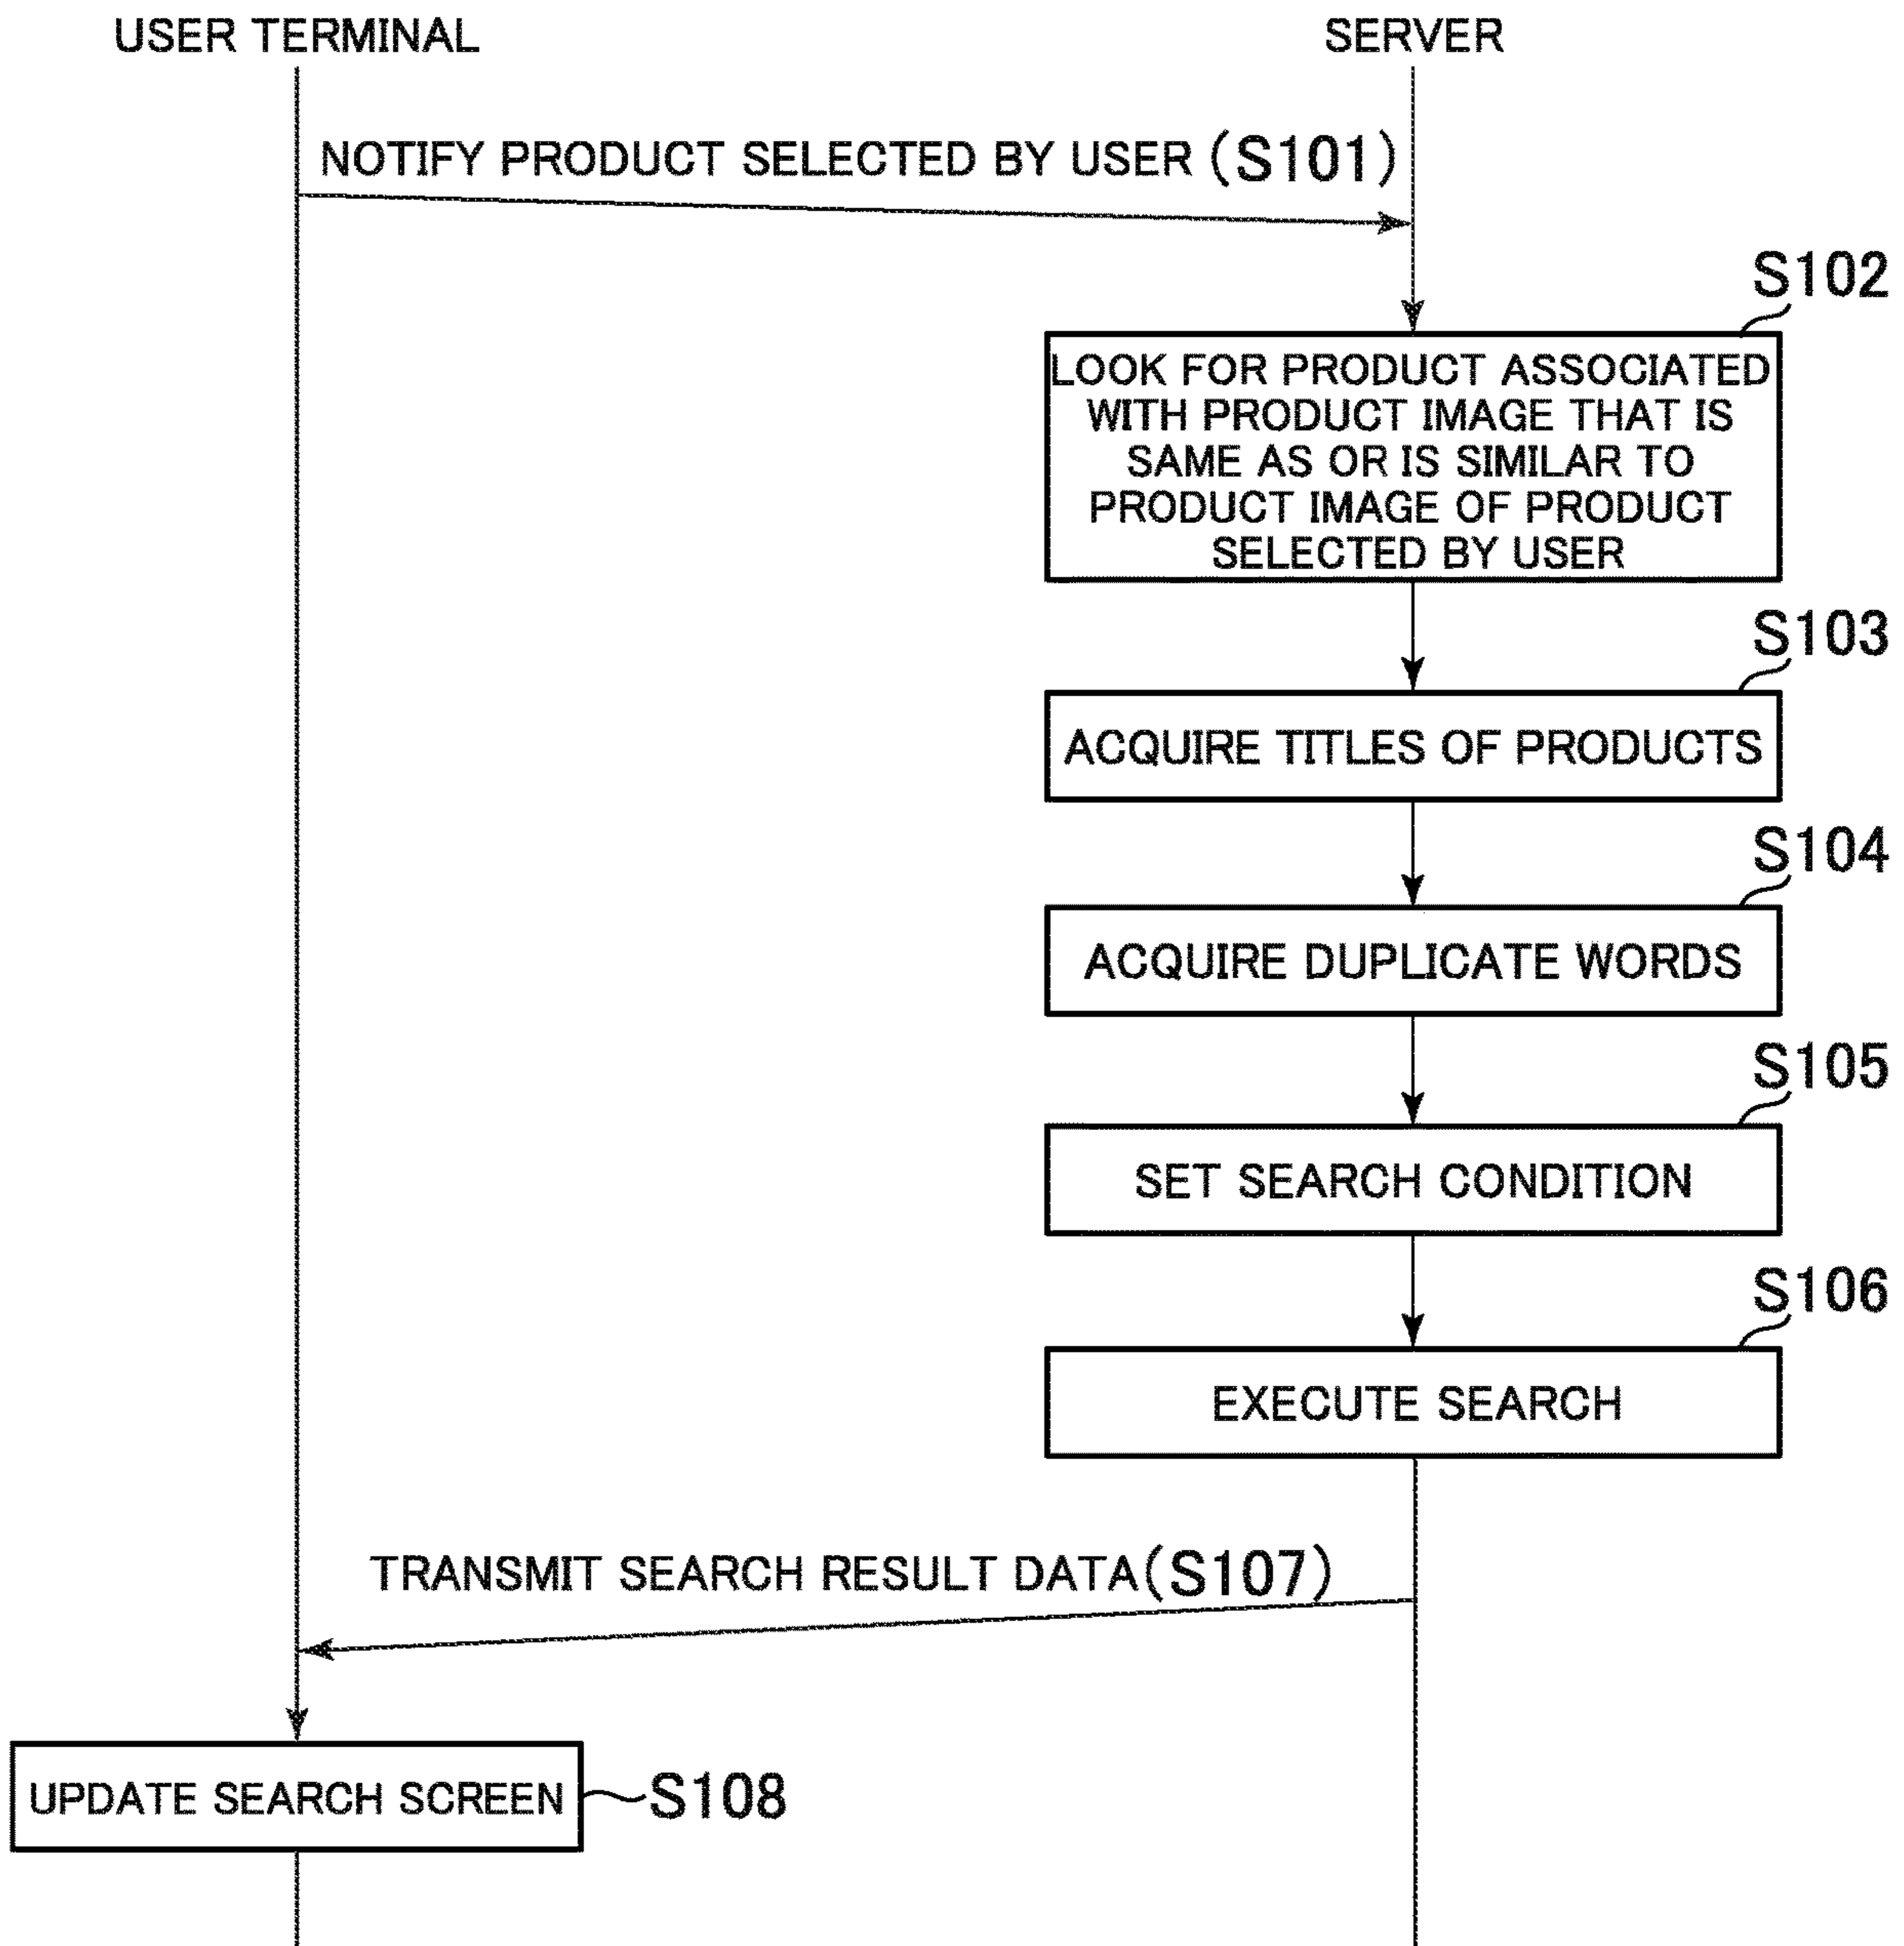 USER TERMINAL
SERVER
NOTIFY PRODUCT SELECTED BY USER (S101)
S102
LOOK FOR PRODUCT ASSOCIATED
WITH PRODUCT IMAGE THAT IS
SAME AS OR IS SIMILAR TO
PRODUCT IMAGE OF PRODUCT
SELECTED BY USER
S103
ACQUIRE TITLES OF PRODUCTS
S104
ACQUIRE DUPLICATE WORDS
S105
SET SEARCH CONDITION
S106
EXECUTE SEARCH
TRANSMIT SEARCH RESULT DATA(S107)
UPDATE SEARCH SCREEN
S108